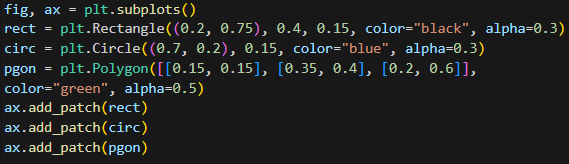 fig, ax = plt.subplots()
rect = plt.Rectangle((0.2, 0.75), 0.4, 0.15, color="black", alpha=0.3)
circ = plt.Circle((0.7, 0.2), 0.15, color="blue", alpha=0.3)
pgon = plt.Polygon([[0.15, 0.15], [0.35, 0.4], [0.2, 0.6]],
color="green", alpha=0.5)
ax.add_patch(rect)
ax.add_patch(circ)
ax.add_patch(pgon)